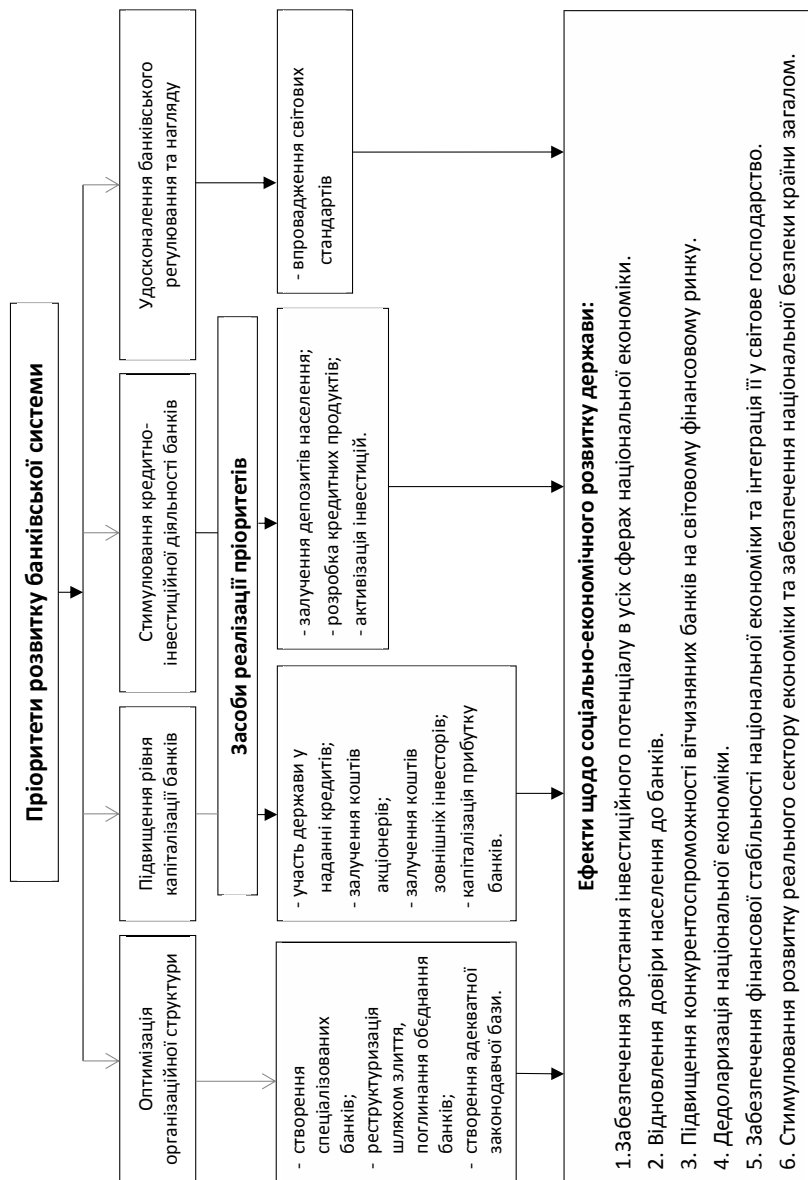 Пріоритети розвитку банківської системи
Оптимізація
організаційної структури
Підвищення рівня
капіталізації банків
Стимулювання кредитно-
інвестиційної діяльності банків
Удосконалення банківського
регулювання та нагляду
Засоби реалізації пріоритетів
- створення
спеціалізованих
банків;
- реструктуризація
шляхом злиття,
поглинання обєднання
банків;
- створення адекватної
законодавчої бази.
- участь держави у
наданні кредитів;
- залучення коштів
акціонерів;
- залучення коштів
зовнішніх інвесторів;
- капіталізація прибутку
банків.
- залучення депозитів населення;
- розробка кредитних продуктів;
- активізація інвестицій.
- впровадження світових
стандартів
Ефекти щодо соціально-економічного розвитку держави:
1.Забезпечення зростання інвестиційного потенціалу в усіх сферах національної економіки.
2. Відновлення довіри населення до банків.
3. Підвищення конкурентоспроможності вітчизняних банків на світовому фінансовому ринку.
4. Дедоларизація національної економіки.
5. Забезпечення фінансової стабільності національної економіки та інтеграція її у світове господарство.
6. Стимулювання розвитку реального сектору економіки та забезпечення національної безпеки країни загалом.